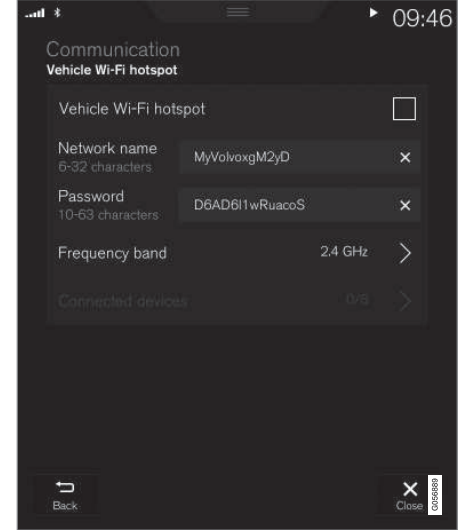 09:46
Communication
Vehicle Wi-Fi hotspot
Vehicle Wi-Fi hotspot
Network name
6-32 characters
MyVolvoxgM2yD
Password
10-63 characters
D6AD6l1wRuacoS
Frequency band 2.4 GHz
Connected devices 0/8
Back
Close
G056889